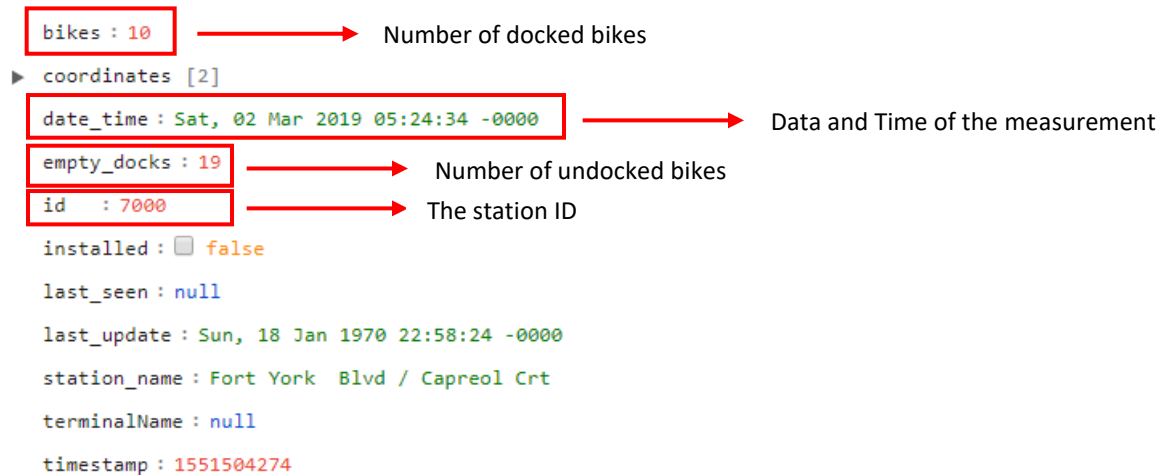 bikes : 10 Number of docked bikes
coordinates [2]
date_time : Sat, 02 Mar 2019 05:24:34 -0000 Data and Time of the measurement
empty_docks : 19 Number of undocked bikes
id : 7000 The station ID
installed : false
last_seen : null
last_update : Sun, 18 Jan 1970 22:58:24 -0000
station_name : Fort York Blvd / Capreol Crt
terminalName : null
timestamp : 1551504274